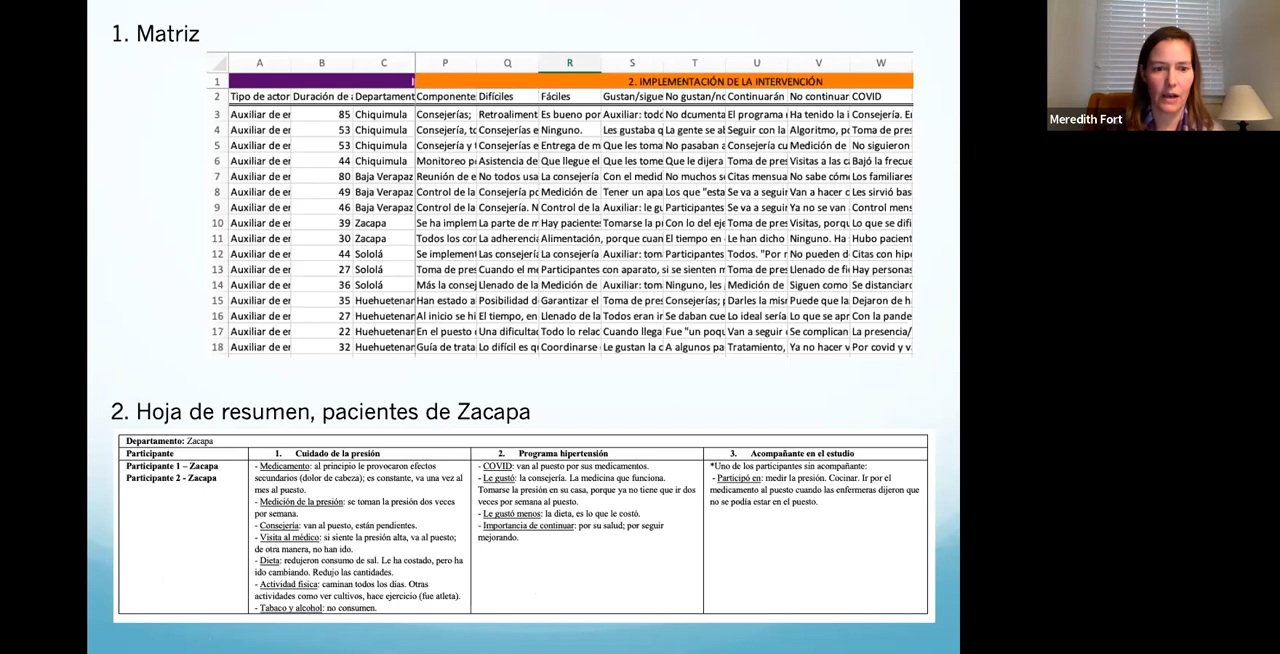 1. Matriz
A B C P Q R S T U V W
1 2. IMPLEMENTACIÓN DE LA INTERVENCIÓN
2 Tipo de actor Duración de Departament Componente Difíciles Fáciles Gustan/sigue No gustan/no Continuarán No continuar COVID
3 Auxiliar de er 85 Chiquimula Consejerías; Retroaliment Es bueno por Auxiliar: todo No dcumenta El programa Ha tenido la i Consejería. E
4 Auxiliar de er 53 Chiquimula Consejería, to Consejerías e Ninguno. Les gustaba q La gente se al Seguir con la Algoritmo, po Toma de pres
5 Auxiliar de er 53 Chiquimula Consejería y Consejerías e Entrega de m Que les toma No pasaban a Consejería cu Medición de No siguieron
6 Auxiliar de er 44 Chiquimula Monitoreo p Asistencia de Que llegue el Que les tome Que le dijera Toma de pres Visitas a las c Bajó la frecue
7 Auxiliar de er 80 Baja Verapaz Reunión de e No todos usa La consejería Con el medid No muchos s Citas mensua No sabe cóm Los familiares
8 Auxiliar de er 49 Baja Verapaz Control de la Consejería po Medición de Tener un apa Los que "esta Se va a seguir Van a hacer c Les sirvió bas
9 Auxiliar de er 46 Baja Verapaz Control de la Consejería. N Control de la Auxiliar: le gu Participantes Se va a seguir Ya no se van Control mens
10 Auxiliar de er 39 Zacapa Se ha implem La parte de m Hay paciente Tomarse la p Con lo del eje Toma de pres Visitas, porqu Lo que se difi
11 Auxiliar de er 30 Zacapa Todos los cor La adherencia Alimentación, porque cuan El tiempo en Le han dicho Ninguno. Ha Hubo pacient
12 Auxiliar de er 44 Sololá Se implement Las consejería La consejería Auxiliar: tom Participantes Todos. "Por r No pueden d Citas con hip
13 Auxiliar de er 27 Sololá Toma de pres Cuando el me Participantes con aparato, si se sienten m Toma de pres Llenado de fi Hay personas
14 Auxiliar de er 36 Sololá Más la consej Llenado de la Medición de Auxiliar: tom Ninguno, les Medición de Siguen como Se distanciar
15 Auxiliar de er 35 Huehuetenar Han estado a Posibilidad d Garantizar el Toma de pres Consejerías; Darles la misr Puede que la Dejaron de h
16 Auxiliar de er 27 Huehuetenar Al inicio se hi El tiempo, en Llenado de la Todos eran ir Se daban cue Lo ideal sería Lo que se apr Con la pande
17 Auxiliar de er 22 Huehuetenar En el puesto Una dificulta Todo lo relac Cuando llega Fue "un poqu Van a seguir Se complican La presencia/
18 Auxiliar de er 32 Huehuetenar Guía de trata Lo difícil es q Coordinarse Le gustan la c A algunos pa Tratamiento, Ya no hacer v Por covid y v
2. Hoja de resumen, pacientes de Zacapa
Departamento: Zacapa
Participante 1. Cuidado de la presión 2. Programa hipertensión 3. Acompañante en el estudio
Participante 1 – Zacapa
Participante 2 - Zacapa
- Medicamento: al principio le provocaron efectos
secundarios (dolor de cabeza); es constante, va una vez al
mes al puesto.
- Medición de la presión: se toman la presión dos veces
por semana.
- Consejería: van al puesto, están pendientes.
- Visita al médico: si siente la presión alta, va al puesto;
de otra manera, no han ido.
- Dieta: redujeron consumo de sal. Le ha costado, pero ha
ido cambiando. Redujo las cantidades.
- Actividad física: caminan todos los días. Otras
actividades como ver cultivos, hace ejercicio (fue atleta).
- Tabaco y alcohol: no consumen.
- COVID: van al puesto por sus medicamentos.
- Le gustó: la consejería. La medicina que funciona.
Tomarse la presión en su casa, porque ya no tiene que ir dos
veces por semana al puesto.
- Le gustó menos: la dieta, es lo que le costó.
- Importancia de continuar: por su salud; por seguir
mejorando.
*Uno de los participantes sin acompañante:
- Participó en: medir la presión. Cocinar. Ir por el
medicamento al puesto cuando las enfermeras dijeron que
no se podía estar en el puesto.
Meredith Fort